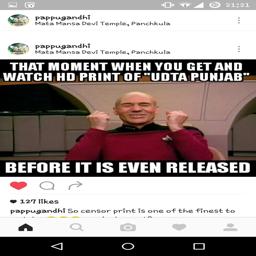 21:21
pappugandhi
Mata Mansa Devi Temple, Panchkula
pappugandhi
Mata Mansa Devi Temple, Panchkula
THAT MOMENT WHEN YOU GET AND
WATCH HD PRINT OF "UDTA PUNJAB"
BEFORE IT IS EVEN RELEASED
127 likes
pappugandhi So censor print is one of the finest to